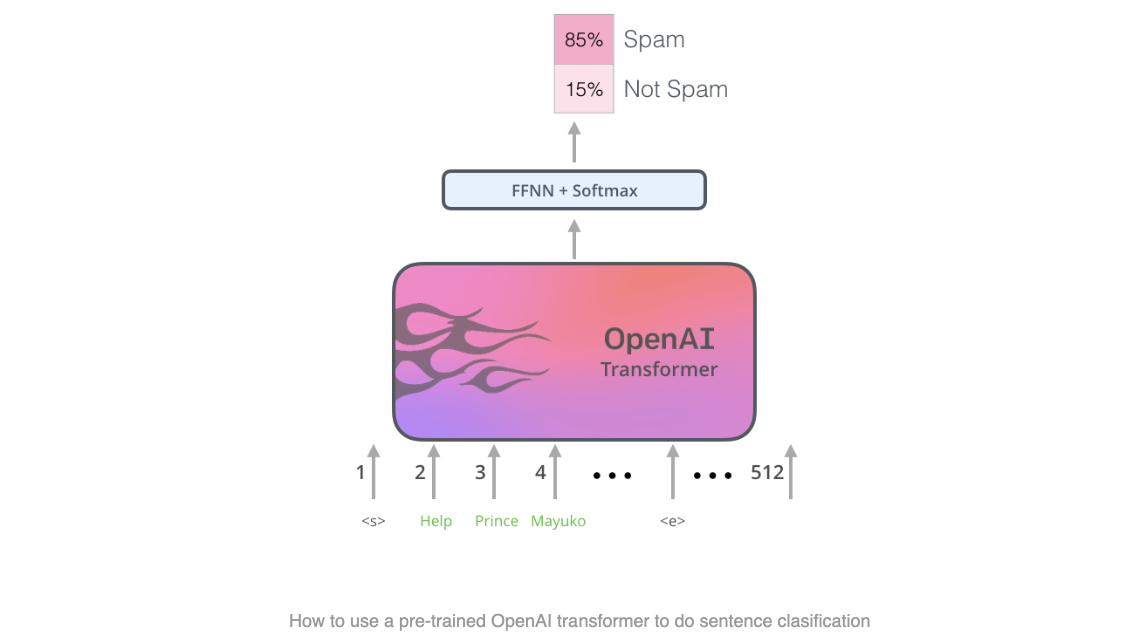 85% Spam
15% Not Spam
FFNN + Softmax
OpenAI
Transformer
1 2 3 4 ••• ••• 512
<s> Help Prince Mayuko <e>
How to use a pre-trained OpenAI transformer to do sentence clasification